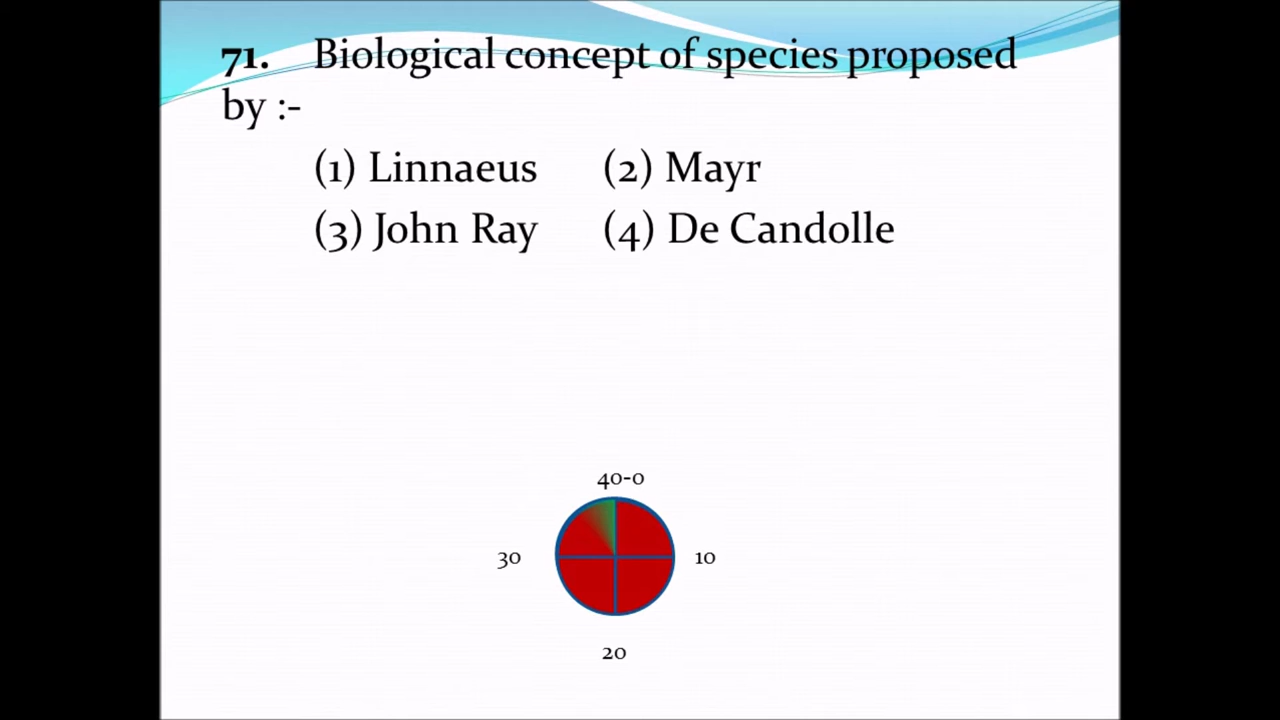 71. Biological concept of species proposed
by :-
(1) Linnaeus (2) Mayr
(3) John Ray (4) De Candolle
40-0
30 10
20